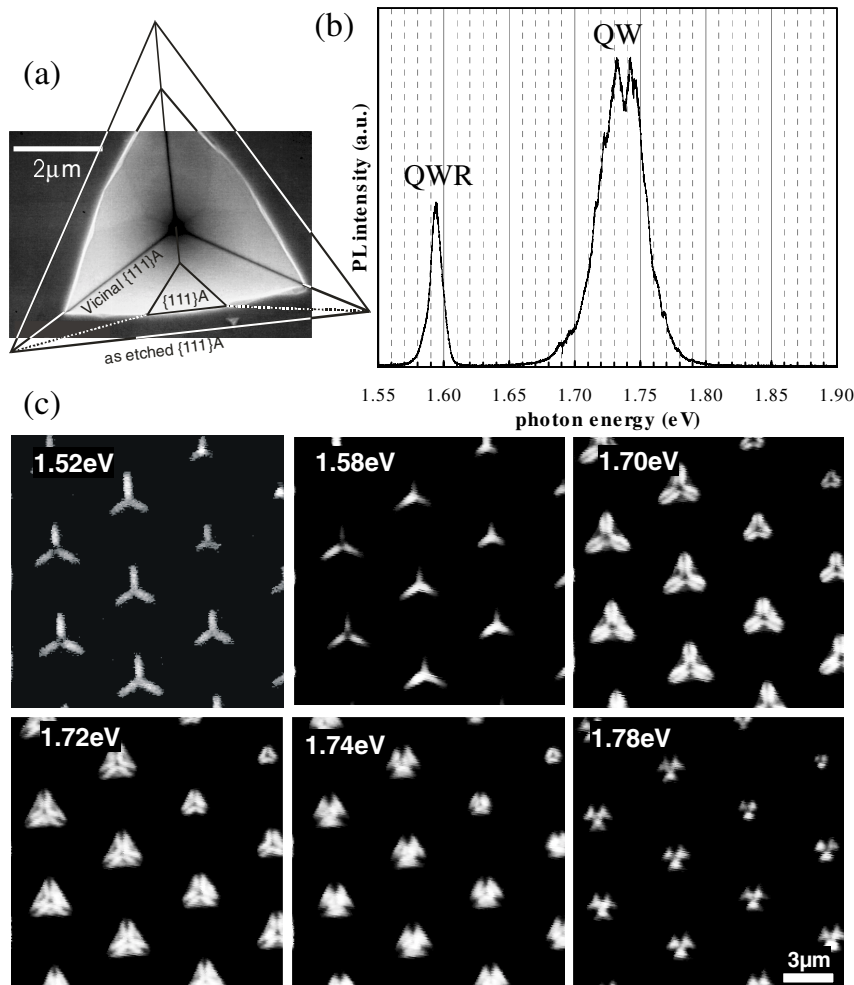 (a)
2μm
Vicinal {111}A
{111}A
as etched {111}A
(b)
QW
QWR
PL intensity (a.u.)
1.55 1.60 1.65 1.70 1.75 1.80 1.85 1.90
photon energy (eV)
(c)
1.52eV 1.58eV 1.70eV
1.72eV 1.74eV 1.78eV
3μm